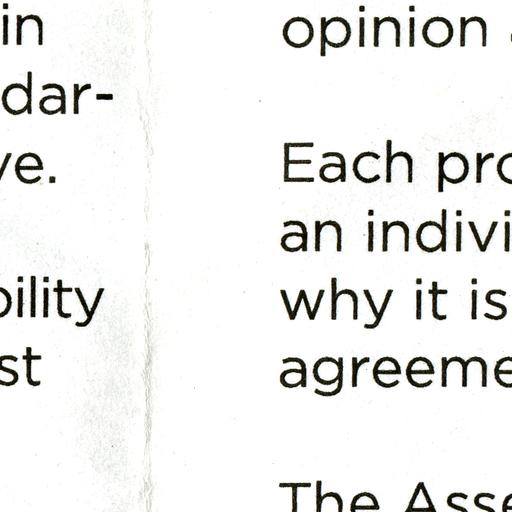 in
dar-
ve.
bility
st
opinion
Each pro
an indivi
why it is
agreeme
The Asse